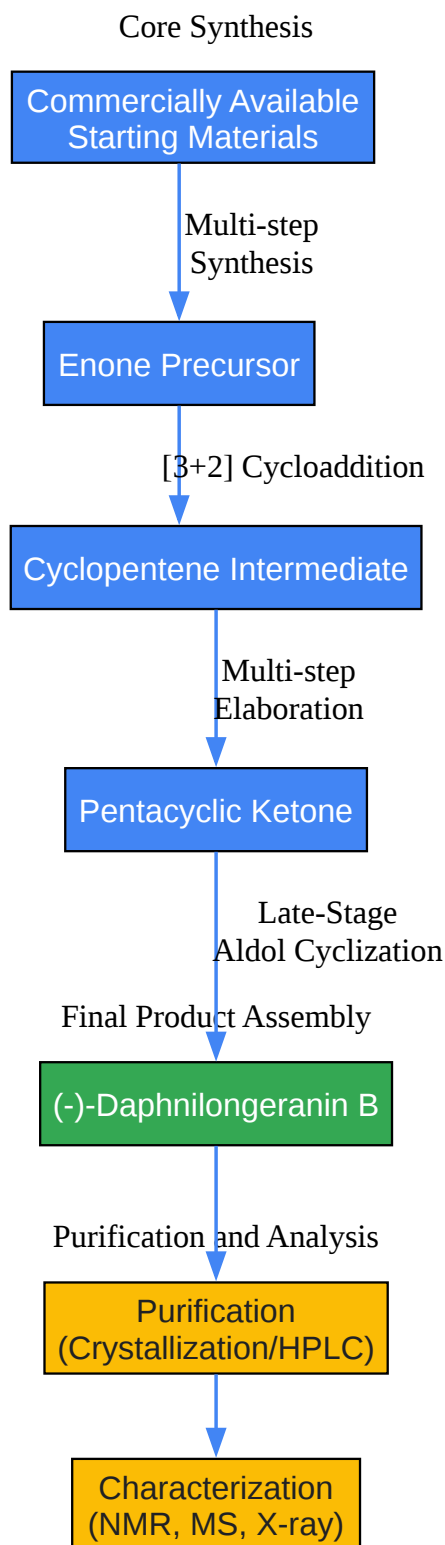 Core Synthesis
Commercially Available
Starting Materials
Multi-step
Synthesis
Enone Precursor
[3+2] Cycloaddition
Cyclopentene Intermediate
Multi-step
Elaboration
Pentacyclic Ketone
Late-Stage
Aldol Cyclization
Final Product Assembly
(-)-Daphnilongeranin B
Purification and Analysis
Purification
(Crystallization/HPLC)
Characterization
(NMR, MS, X-ray)